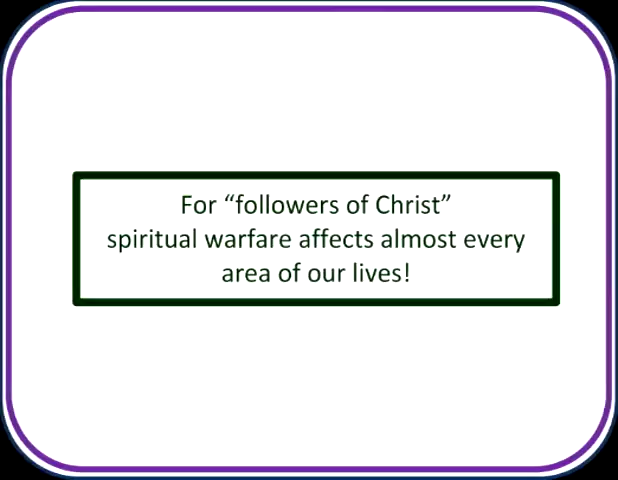 For “followers of Christ”
spiritual warfare affects almost every
area of our lives!